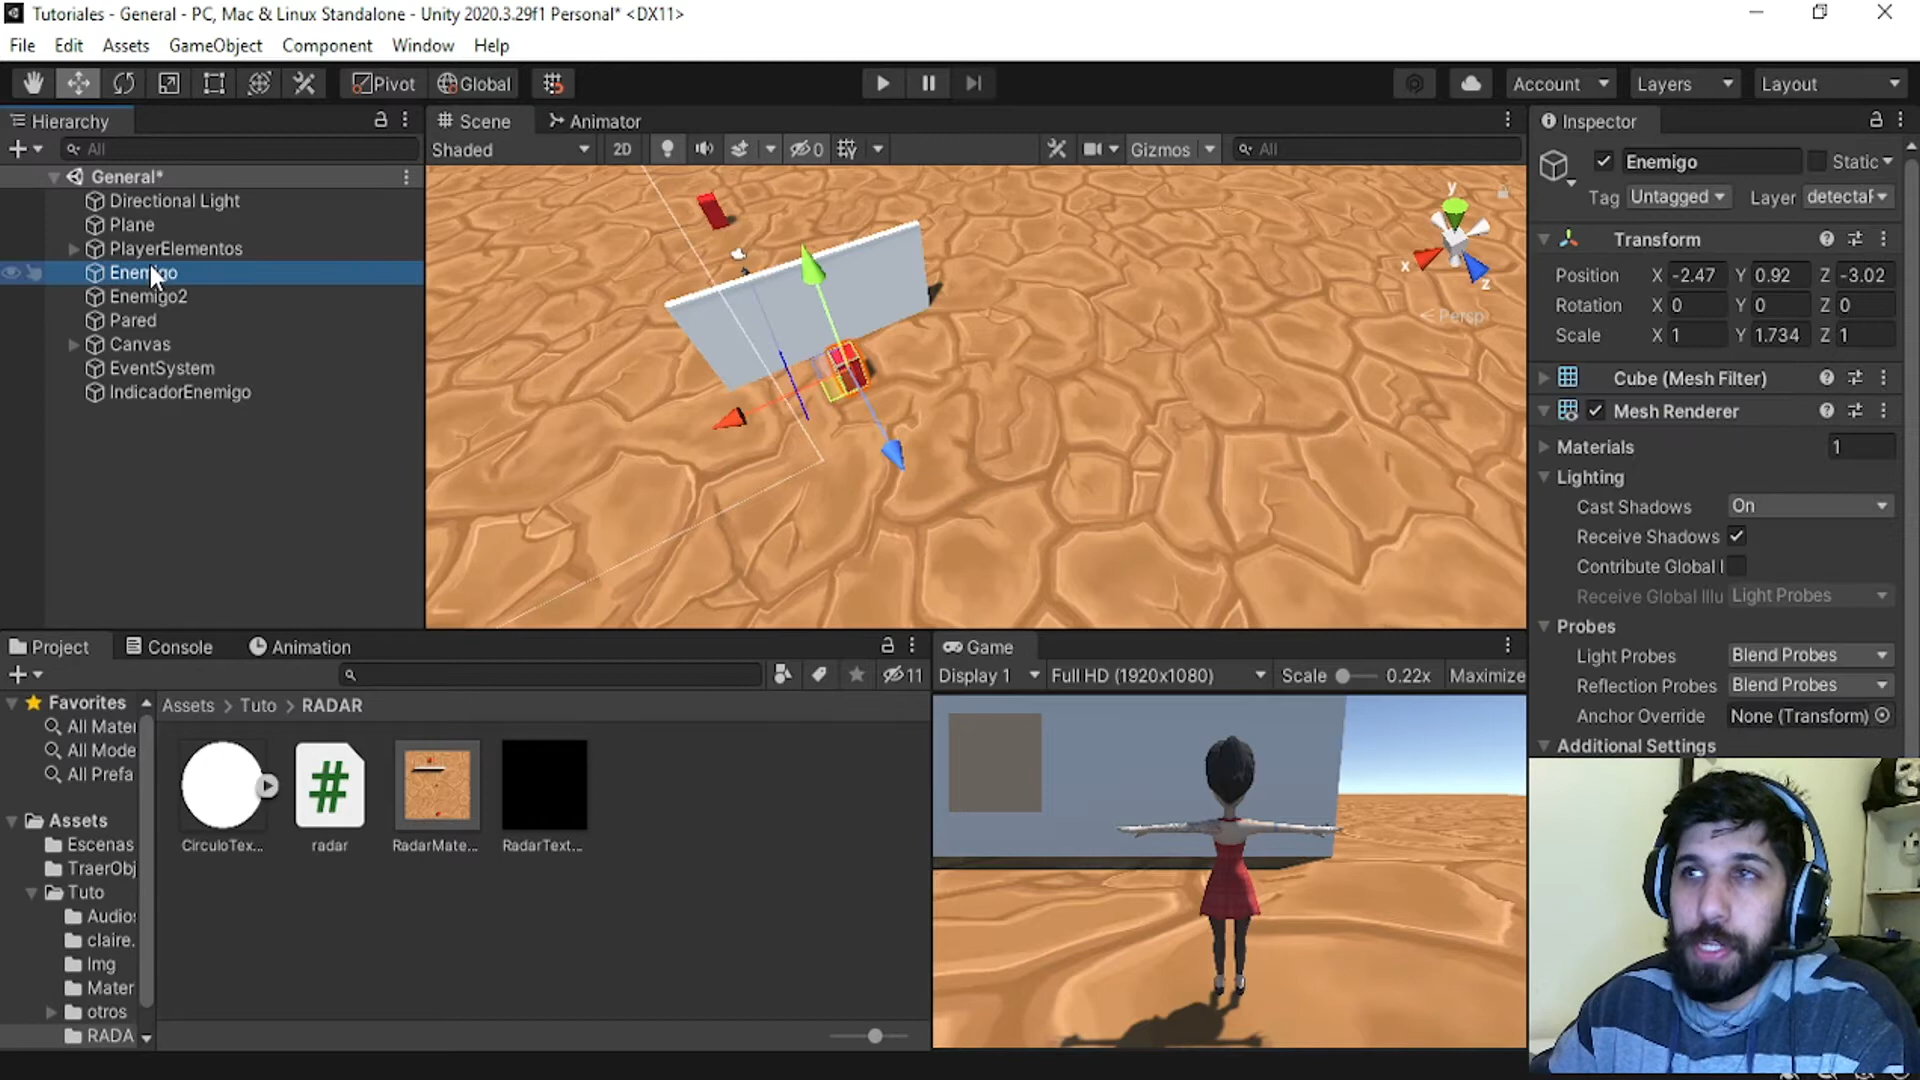 Tutoriales - General - PC, Mac & Linux Standalone - Unity 2020.3.29f1 Personal* <DX11>
File Edit Assets GameObject Component Window Help
Pivot Global Account Layers Layout
Hierarchy
All
General*
Directional Light
Plane
PlayerElementos
Enemigo
Enemigo2
Pared
Canvas
EventSystem
IndicadorEnemigo
Scene Animator
Shaded 2D 0 Gizmos All
y
x
z
< Persp
Inspector
Enemigo Static
Tag Untagged Layer detectal
Transform
Position X -2.47 Y 0.92 Z -3.02
Rotation X 0 Y 0 Z 0
Scale X 1 Y 1.734 Z 1
Cube (Mesh Filter)
Mesh Renderer
Materials 1
Lighting
Cast Shadows On
Receive Shadows
Contribute Global I
Receive Global Illu Light Probes
Probes
Light Probes Blend Probes
Reflection Probes Blend Probes
Anchor Override None (Transform)
Additional Settings
Project Console Animation
11
Favorites
All Mater
All Mode
All Prefa
Assets
Escenas
TraerObj
Tuto
Audio
claire.
Img
Mater
otros
RADA
Assets > Tuto > RADAR
CirculoTex... radar RadarMate... RadarText...
Game
Display 1 Full HD (1920x1080) Scale 0.22x Maximize